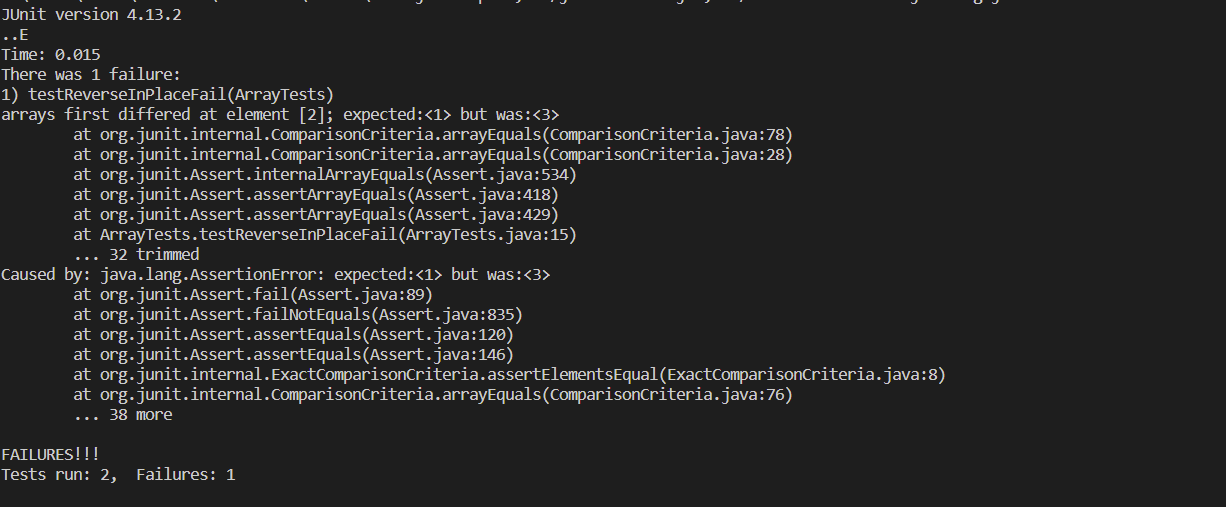 JUnit version 4.13.2
..E
Time: 0.015
There was 1 failure:
1) testReverseInPlaceFail(ArrayTests)
arrays first differed at element [2]; expected:<1> but was:<3>
        at org.junit.internal.ComparisonCriteria.arrayEquals(ComparisonCriteria.java:78)
        at org.junit.internal.ComparisonCriteria.arrayEquals(ComparisonCriteria.java:28)
        at org.junit.Assert.internalArrayEquals(Assert.java:534)
        at org.junit.Assert.assertArrayEquals(Assert.java:418)
        at org.junit.Assert.assertArrayEquals(Assert.java:429)
        at ArrayTests.testReverseInPlaceFail(ArrayTests.java:15)
        ... 32 trimmed
Caused by: java.lang.AssertionError: expected:<1> but was:<3>
        at org.junit.Assert.fail(Assert.java:89)
        at org.junit.Assert.failNotEquals(Assert.java:835)
        at org.junit.Assert.assertEquals(Assert.java:120)
        at org.junit.Assert.assertEquals(Assert.java:146)
        at org.junit.internal.ExactComparisonCriteria.assertElementsEqual(ExactComparisonCriteria.java:8)
        at org.junit.internal.ComparisonCriteria.arrayEquals(ComparisonCriteria.java:76)
        ... 38 more

FAILURES!!!
Tests run: 2,  Failures: 1